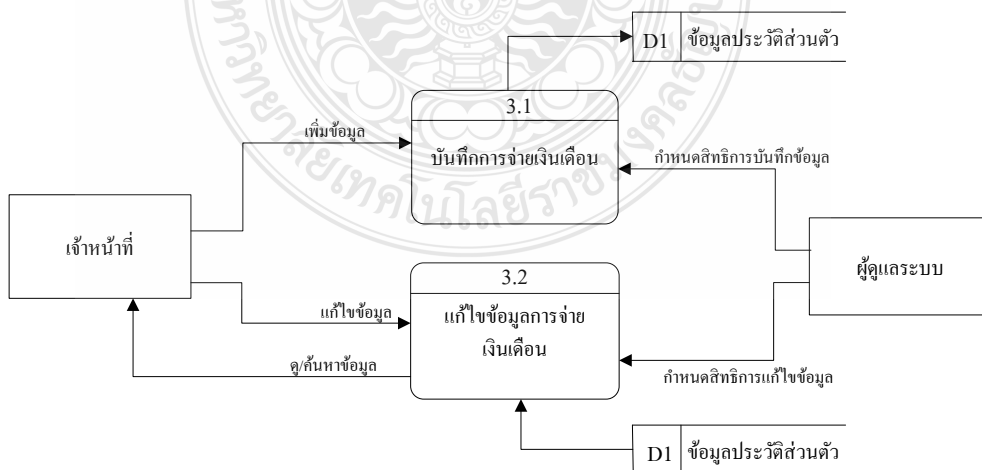 D1 ข้อมูลประวัติส่วนตัว
3.1
เพิ่มข้อมูล
บันทึกการจ่ายเงินเดือน
กำหนดสิทธิการบันทึกข้อมูล
เจ้าหน้าที่
ผู้ดูแลระบบ
3.2
แก้ไขข้อมูล
แก้ไขข้อมูลการจ่าย
เงินเดือน
ดู/ค้นหาข้อมูล
กำหนดสิทธิการแก้ไขข้อมูล
D1 ข้อมูลประวัติส่วนตัว